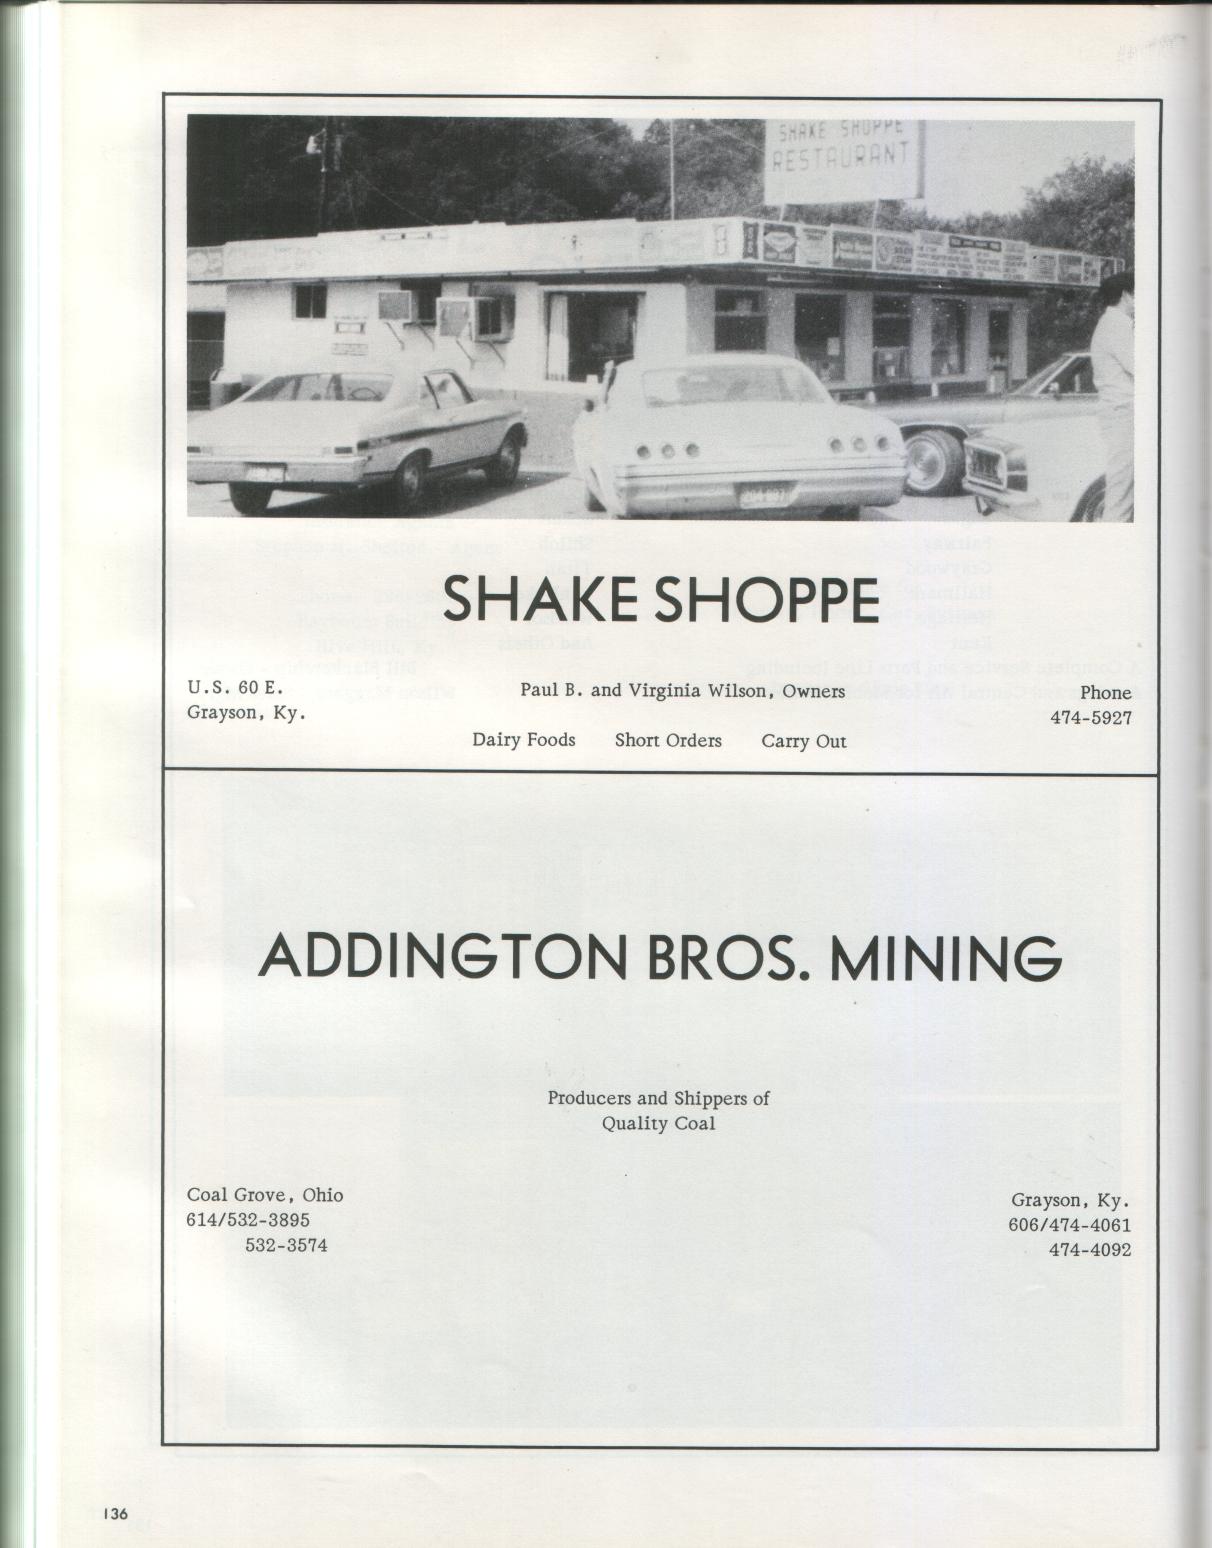 SHAKE SHOPPE
RESTAURANT
SHAKE SHOPPE
U.S. 60 E.
Grayson, Ky.
Paul B. and Virginia Wilson, Owners
Phone
474-5927
Dairy Foods Short Orders Carry Out
ADDINGTON BROS. MINING
Producers and Shippers of
Quality Coal
Coal Grove, Ohio
614/532-3895
532-3574
Grayson, Ky.
606/474-4061
474-4092
136